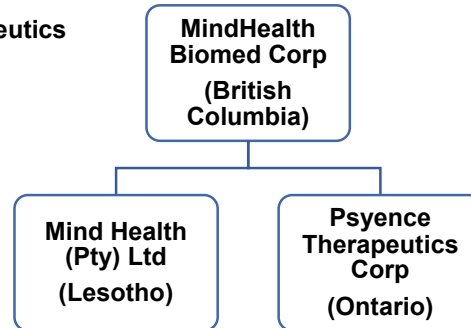 eutics
MindHealth
Biomed Corp
(British
Columbia)
Mind Health
(Pty) Ltd
(Lesotho)
Psyence
Therapeutics
Corp
(Ontario)